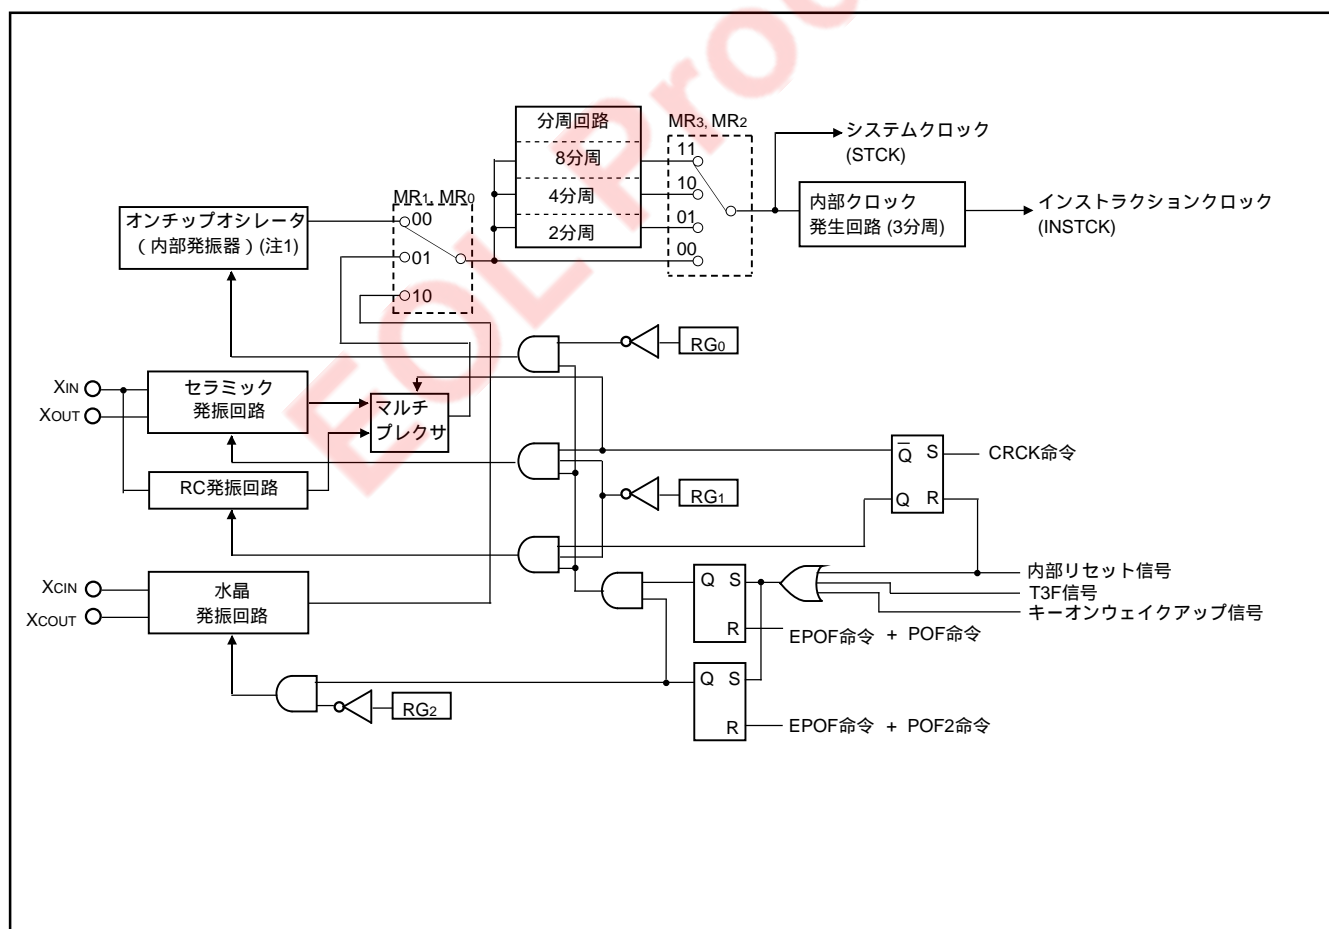 EOL Prod
分周回路
8分周
4分周
2分周
MR3, MR2
11
10
01
00
システムクロック
(STCK)
内部クロック
発生回路 (3分周)
インストラクションクロック
(INSTCK)
オンチップオシレータ
(内部発振器)(注1)
MR1, MR0
00
01
10
RG0
XIN
XOUT
セラミック
発振回路
マルチ
プレクサ
RC発振回路
RG1
Q S
Q R
CRCK命令
XCIN
XCOUT
水晶
発振回路
Q S
R
内部リセット信号
T3F信号
キーオンウェイクアップ信号
EPOF命令 + POF命令
Q S
R
EPOF命令 + POF2命令
RG2